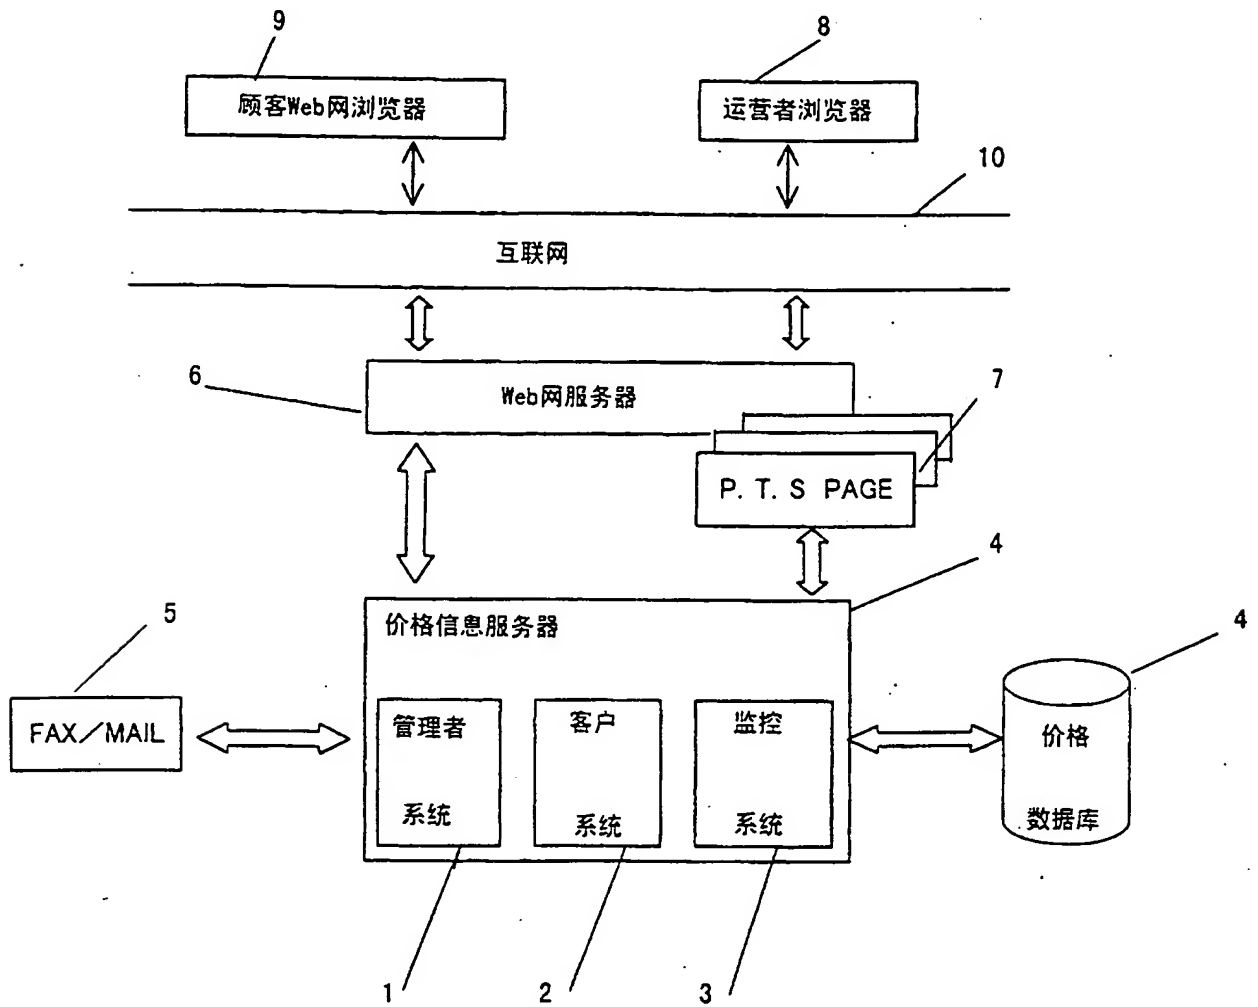 9
8
顾客Web网浏览器
运营者浏览器
10
互联网
6
Web网服务器
7
P. T. S PAGE
4
价格信息服务器
5
4
FAX／MAIL
管理者
系统
客户
系统
监控
系统
价格
数据库
1
2
3